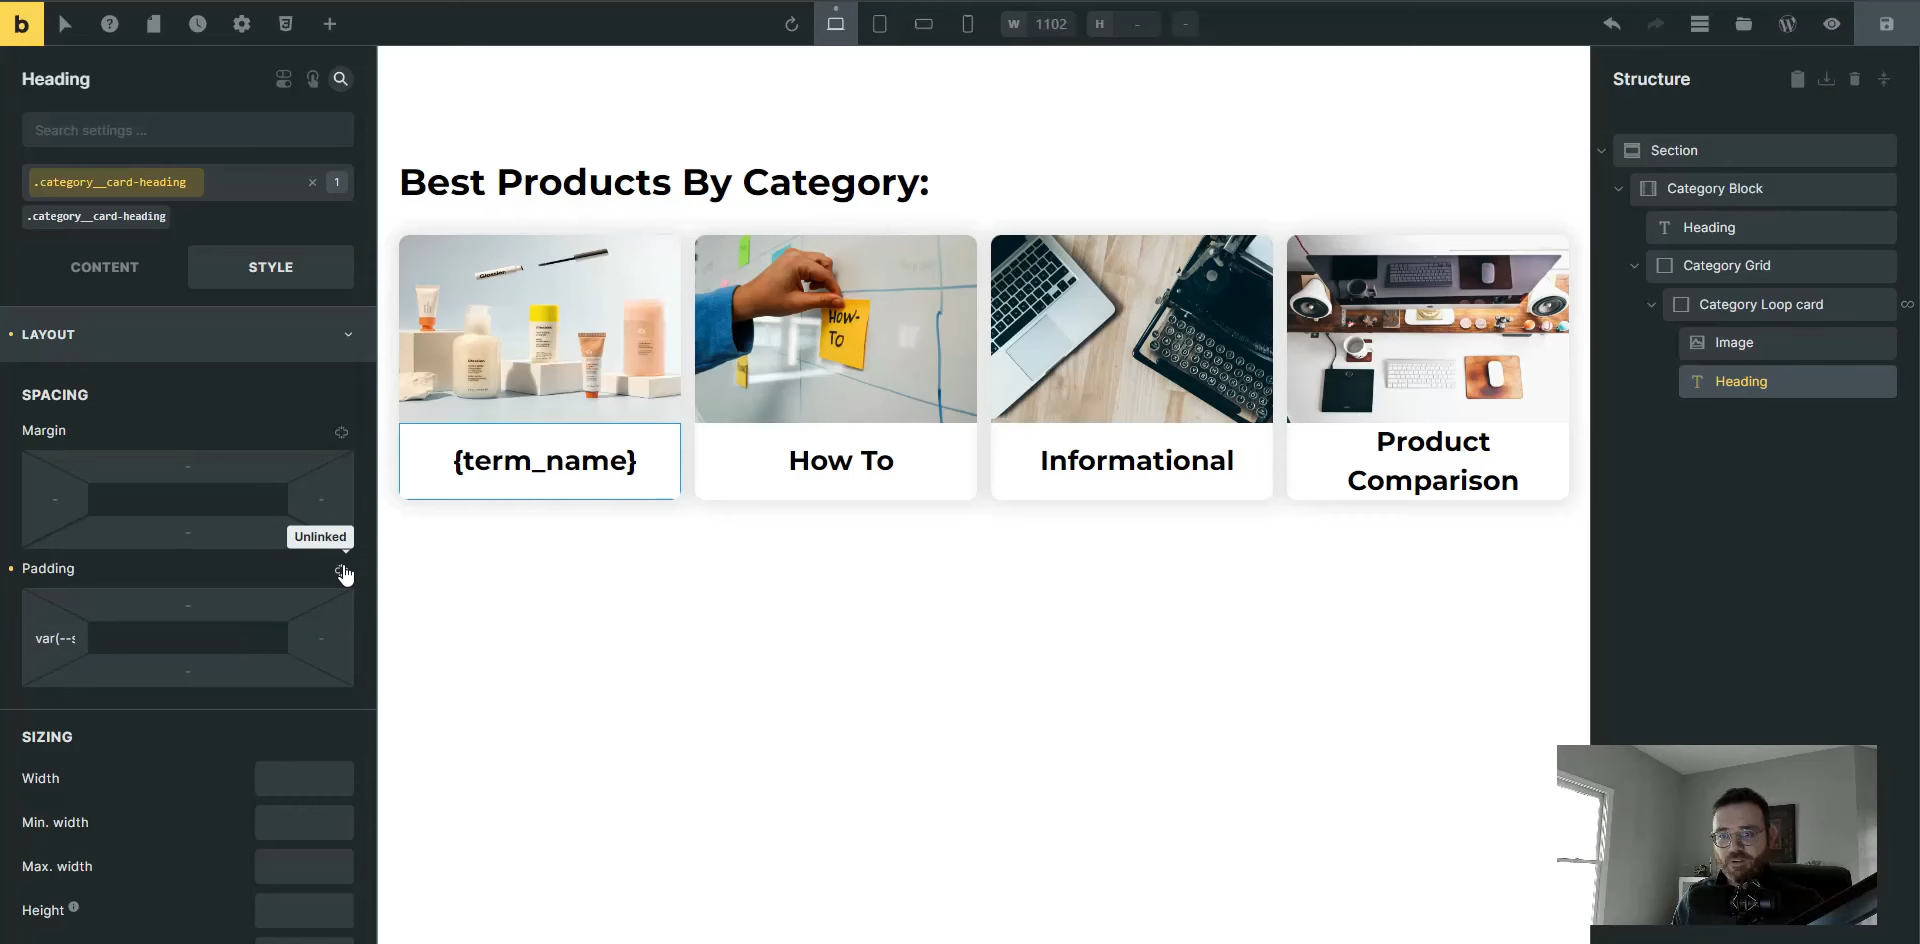 b
W 1102 H - -
Heading
Search settings ...
.category__card-heading × 1
.category__card-heading
CONTENT STYLE
LAYOUT
SPACING
Margin
-
- -
-
Unlinked
Padding
-
var(--s -
-
SIZING
Width
Min. width
Max. width
Height
Best Products By Category:
Glossier.
HOW-
TO
{term_name}
How To
Informational
Product
Comparison
Structure
Section
Category Block
T Heading
Category Grid
Category Loop card
Image
T Heading